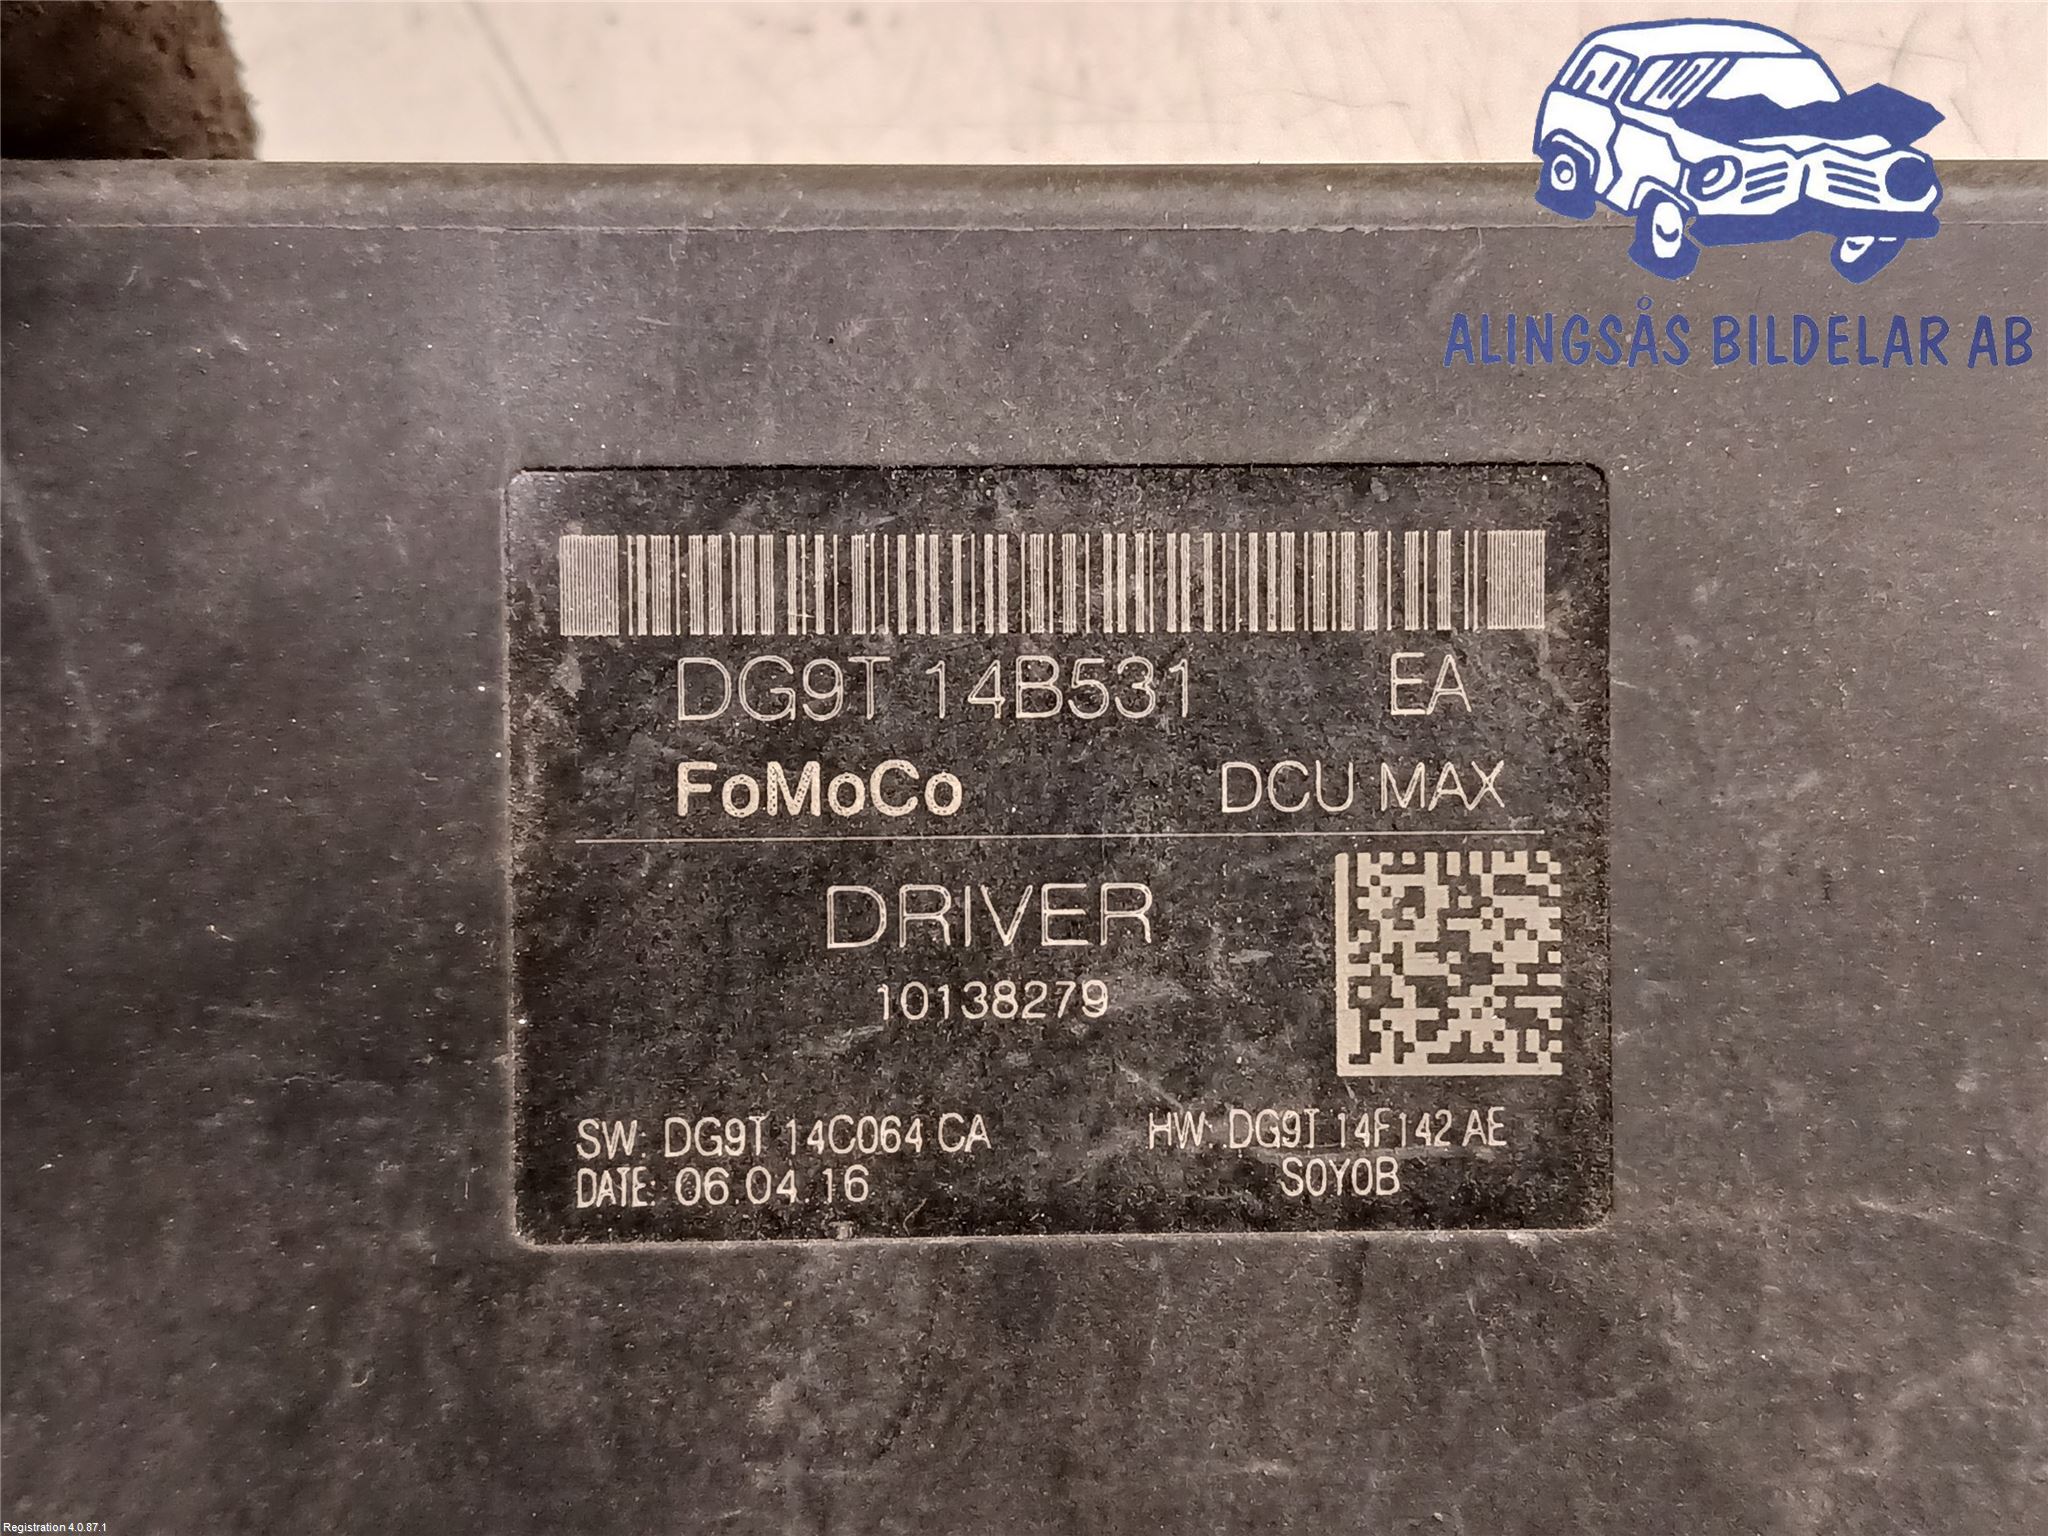 ALINGSÅS BILDELAR AB
DG9T 14B531 EA
FoMoCo DCU MAX
DRIVER
10138279
SW: DG9T 14C064 CA HW: DG9T 14F142 AE
DATE: 06.04.16 S0Y0B
Registration 4.0.87.1